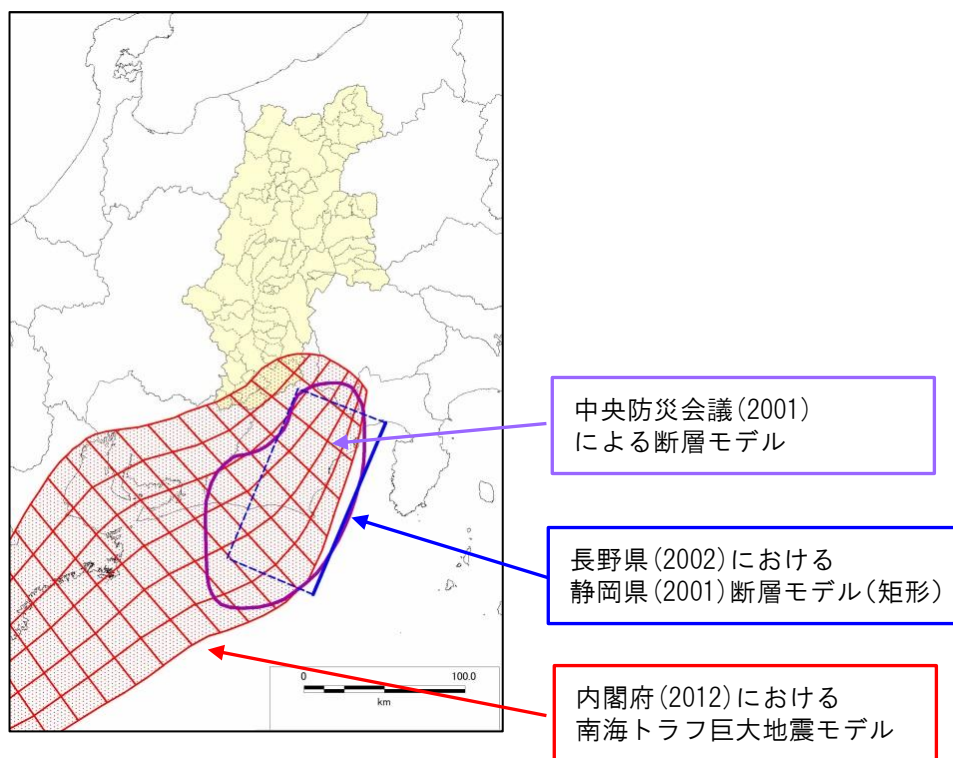 中央防災会議(2001)
による断層モデル
長野県(2002)における
静岡県(2001)断層モデル(矩形)
内閣府(2012)における
南海トラフ巨大地震モデル
0 100.0
km